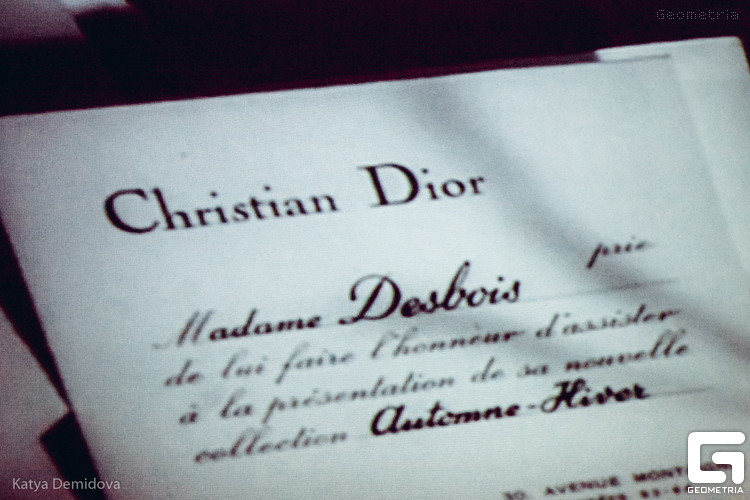 Geometria
Christian Dior
prie
Madame Desbois
de lui faire l'honneur d'assister
à la présentation de sa nouvelle
collection Automne-Hiver
30, AVENUE MONT
Katya Demidova
GEOMETRIA